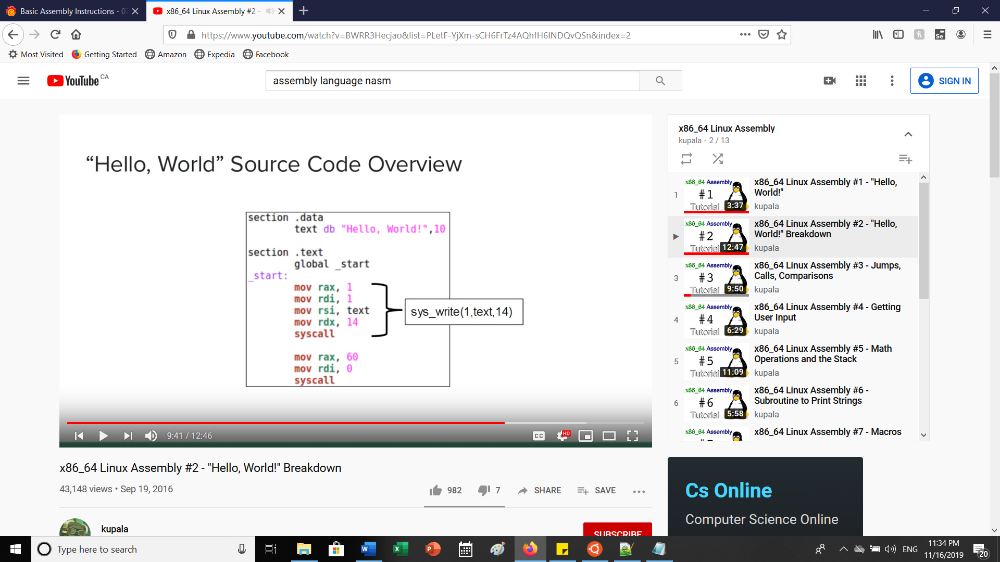 Basic Assembly Instructions - 07
x86_64 Linux Assembly #2 -
https://www.youtube.com/watch?v=BWRR3Hecjao&list=PLetF-YjXm-sCH6FrTz4AQhfH6INDQvQSn&index=2
Se
Most Visited Getting Started Amazon Expedia Facebook
YouTube CA
assembly language nasm
SIGN IN
“Hello, World” Source Code Overview
section .data
text db "Hello, World!",10
section .text
global _start
_start:
mov rax, 1
mov rdi, 1
mov rsi, text
mov rdx, 14
syscall
sys_write(1,text,14)
mov rax, 60
mov rdi, 0
syscall
9:41 / 12:46
CC
HD
x86_64 Linux Assembly #2 - "Hello, World!" Breakdown
43,148 views • Sep 19, 2016
982 7 SHARE SAVE
kupala
SUBSCRIBE
x86_64 Linux Assembly
kupala - 2 / 13
1
x86_64 Assembly
#1
Tutorial
3:37
x86_64 Linux Assembly #1 - "Hello,
World!"
kupala
x86_64 Assembly
#2
Tutorial
12:47
x86_64 Linux Assembly #2 - "Hello,
World!" Breakdown
kupala
3
x86_64 Assembly
#3
Tutorial
9:50
x86_64 Linux Assembly #3 - Jumps,
Calls, Comparisons
kupala
4
x86_64 Assembly
#4
Tutorial
6:29
x86_64 Linux Assembly #4 - Getting
User Input
kupala
5
x86_64 Assembly
#5
Tutorial
11:09
x86_64 Linux Assembly #5 - Math
Operations and the Stack
kupala
6
x86_64 Assembly
#6
Tutorial
5:58
x86_64 Linux Assembly #6 -
Subroutine to Print Strings
kupala
x86_64 Assembly
x86_64 Linux Assembly #7 - Macros
Cs Online
Computer Science Online
Type here to search
ENG
11:34 PM
11/16/2019
20